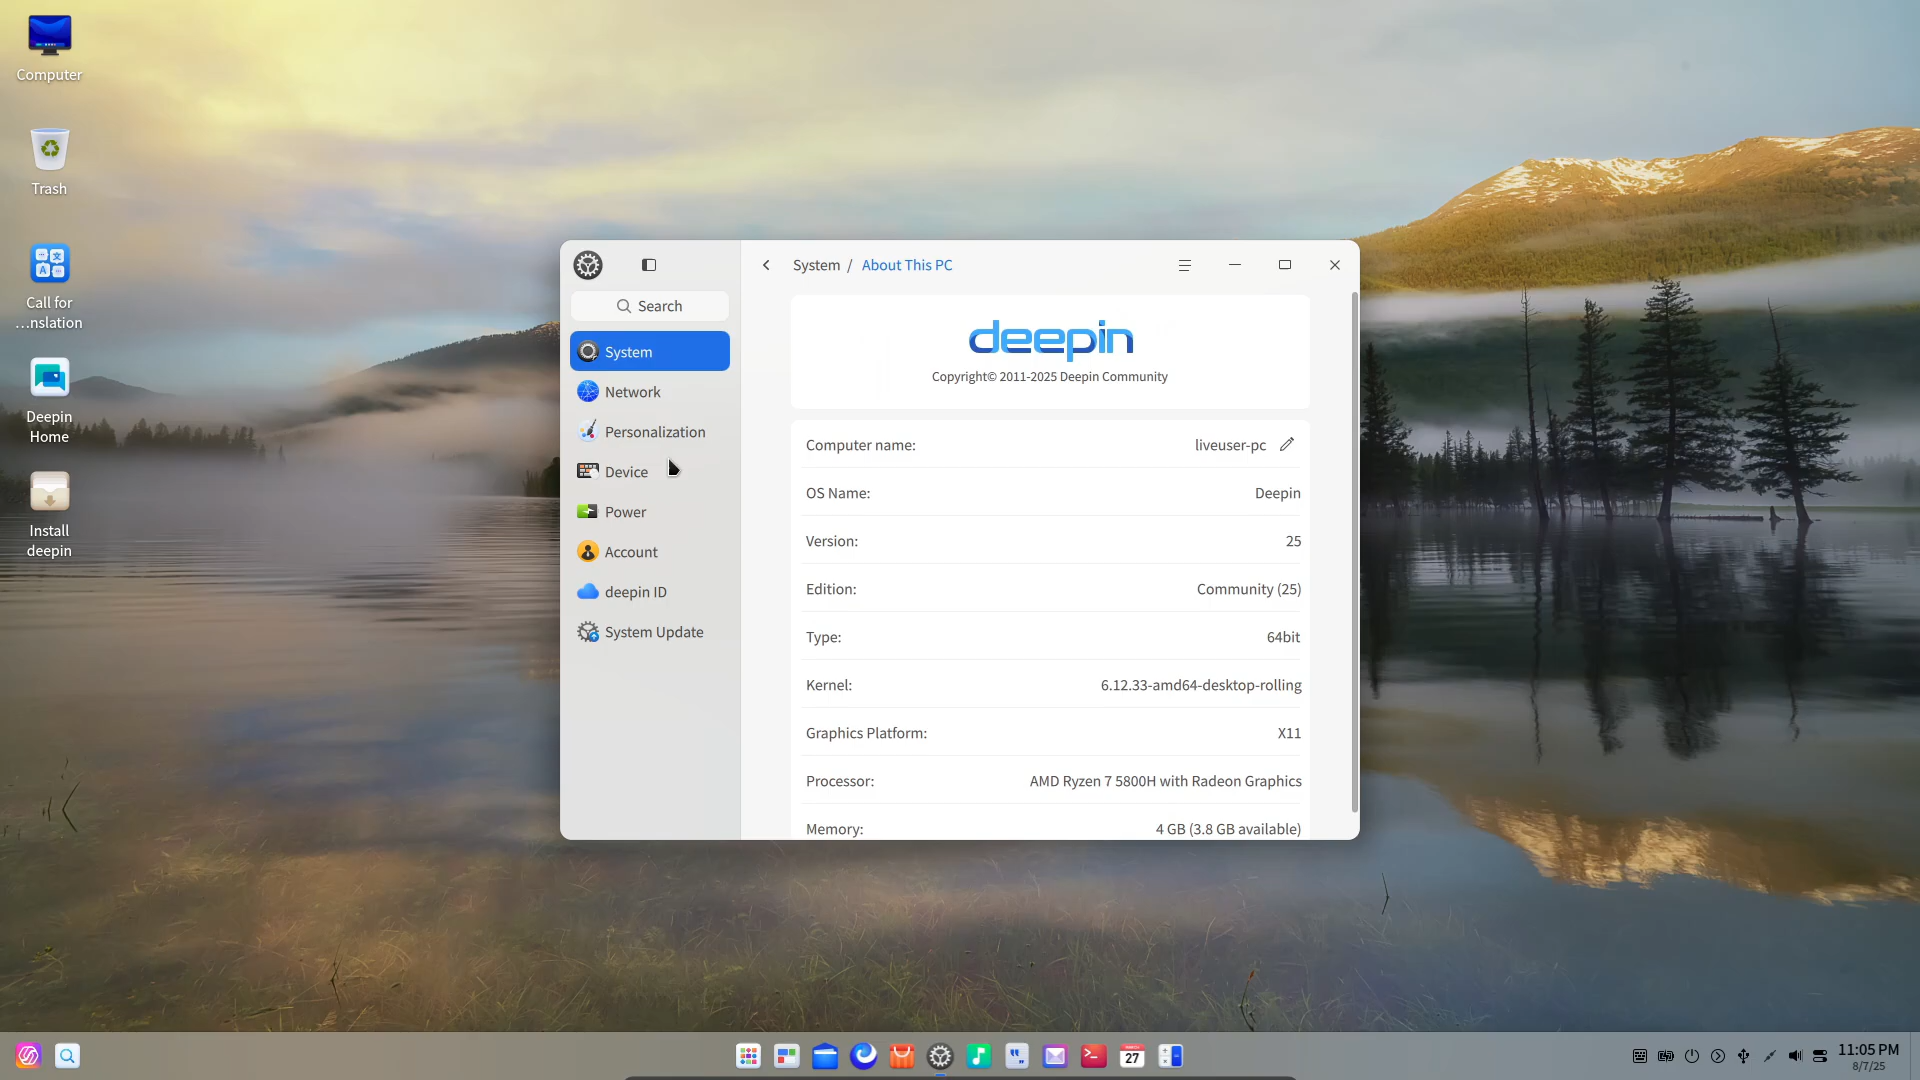 Computer
Trash
Call for
...nslation
Deepin
Home
Install
deepin
System / About This PC
Search
System
Network
Personalization
Device
Power
Account
deepin ID
System Update
deepin
Copyright© 2011-2025 Deepin Community
Computer name: liveuser-pc
OS Name: Deepin
Version: 25
Edition: Community (25)
Type: 64bit
Kernel: 6.12.33-amd64-desktop-rolling
Graphics Platform: X11
Processor: AMD Ryzen 7 5800H with Radeon Graphics
Memory: 4 GB (3.8 GB available)
27
11:05 PM
8/7/25